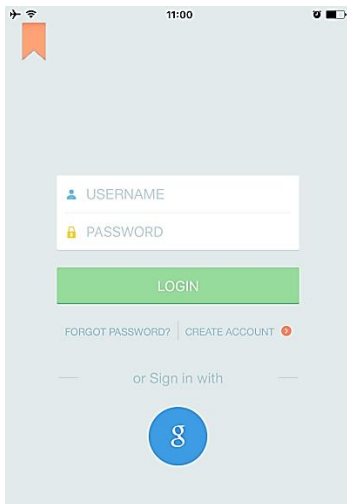 11:00
USERNAME
PASSWORD
LOGIN
FORGOT PASSWORD? CREATE ACCOUNT
or Sign in with
g